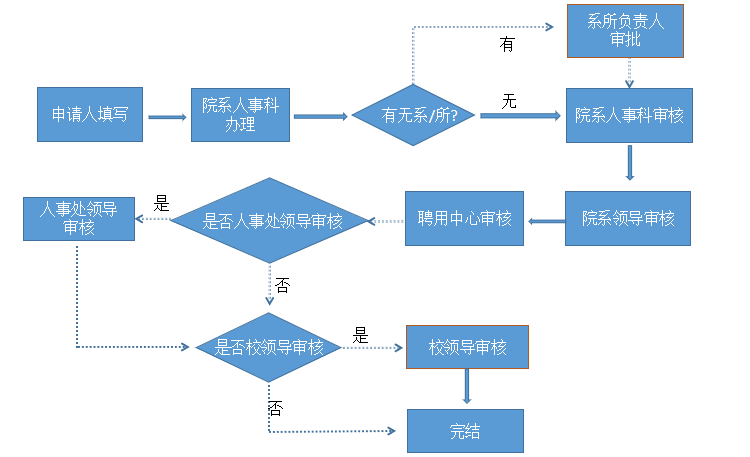 系所负责人
审批
有
申请人填写
院系人事科
办理
有无系/所?
无
院系人事科审核
人事处领导
审核
是
是否人事处领导审核
聘用中心审核
院系领导审核
否
是否校领导审核
是
校领导审核
否
完结